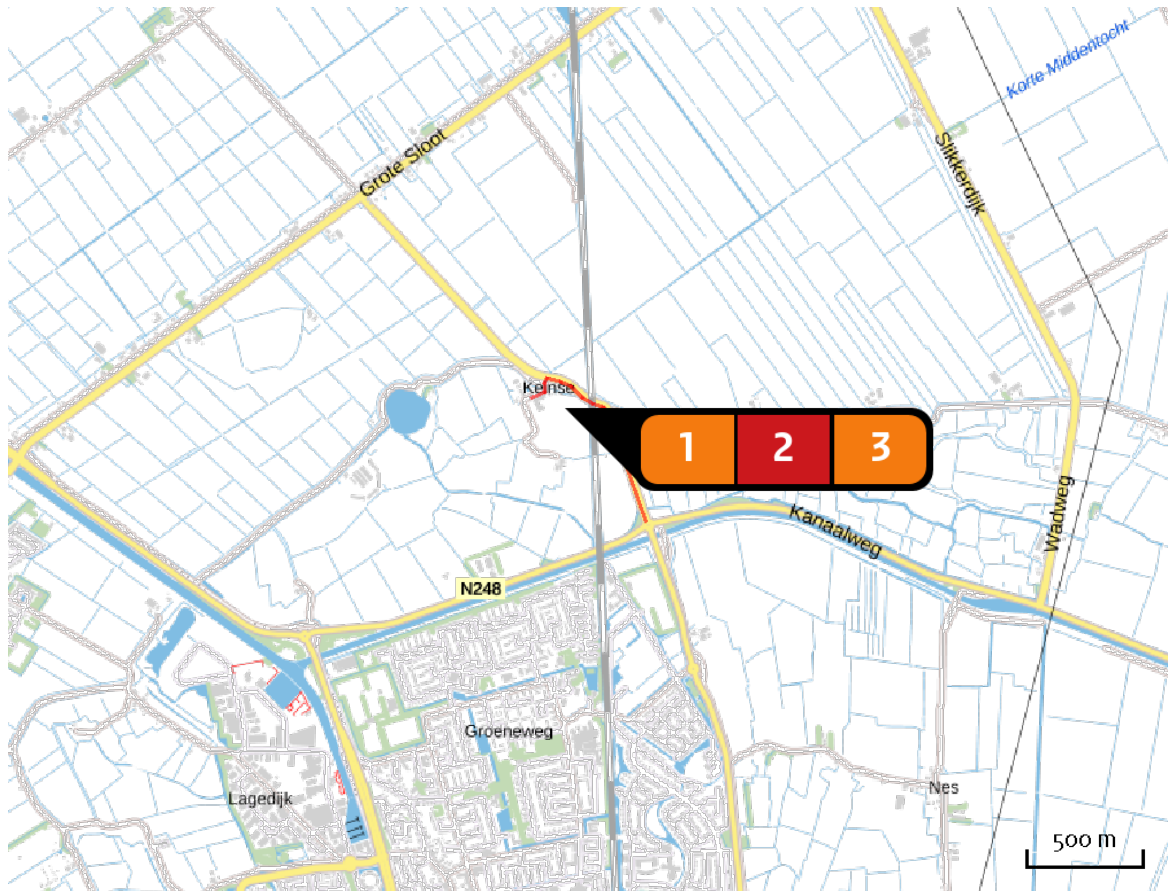 Korte Middentocht
Grote Sloot
Slikkerdijk
Keinse
1 2 3
Kanaalweg
Wadweg
N248
Groeneweg
Nes
Lagedijk
500 m